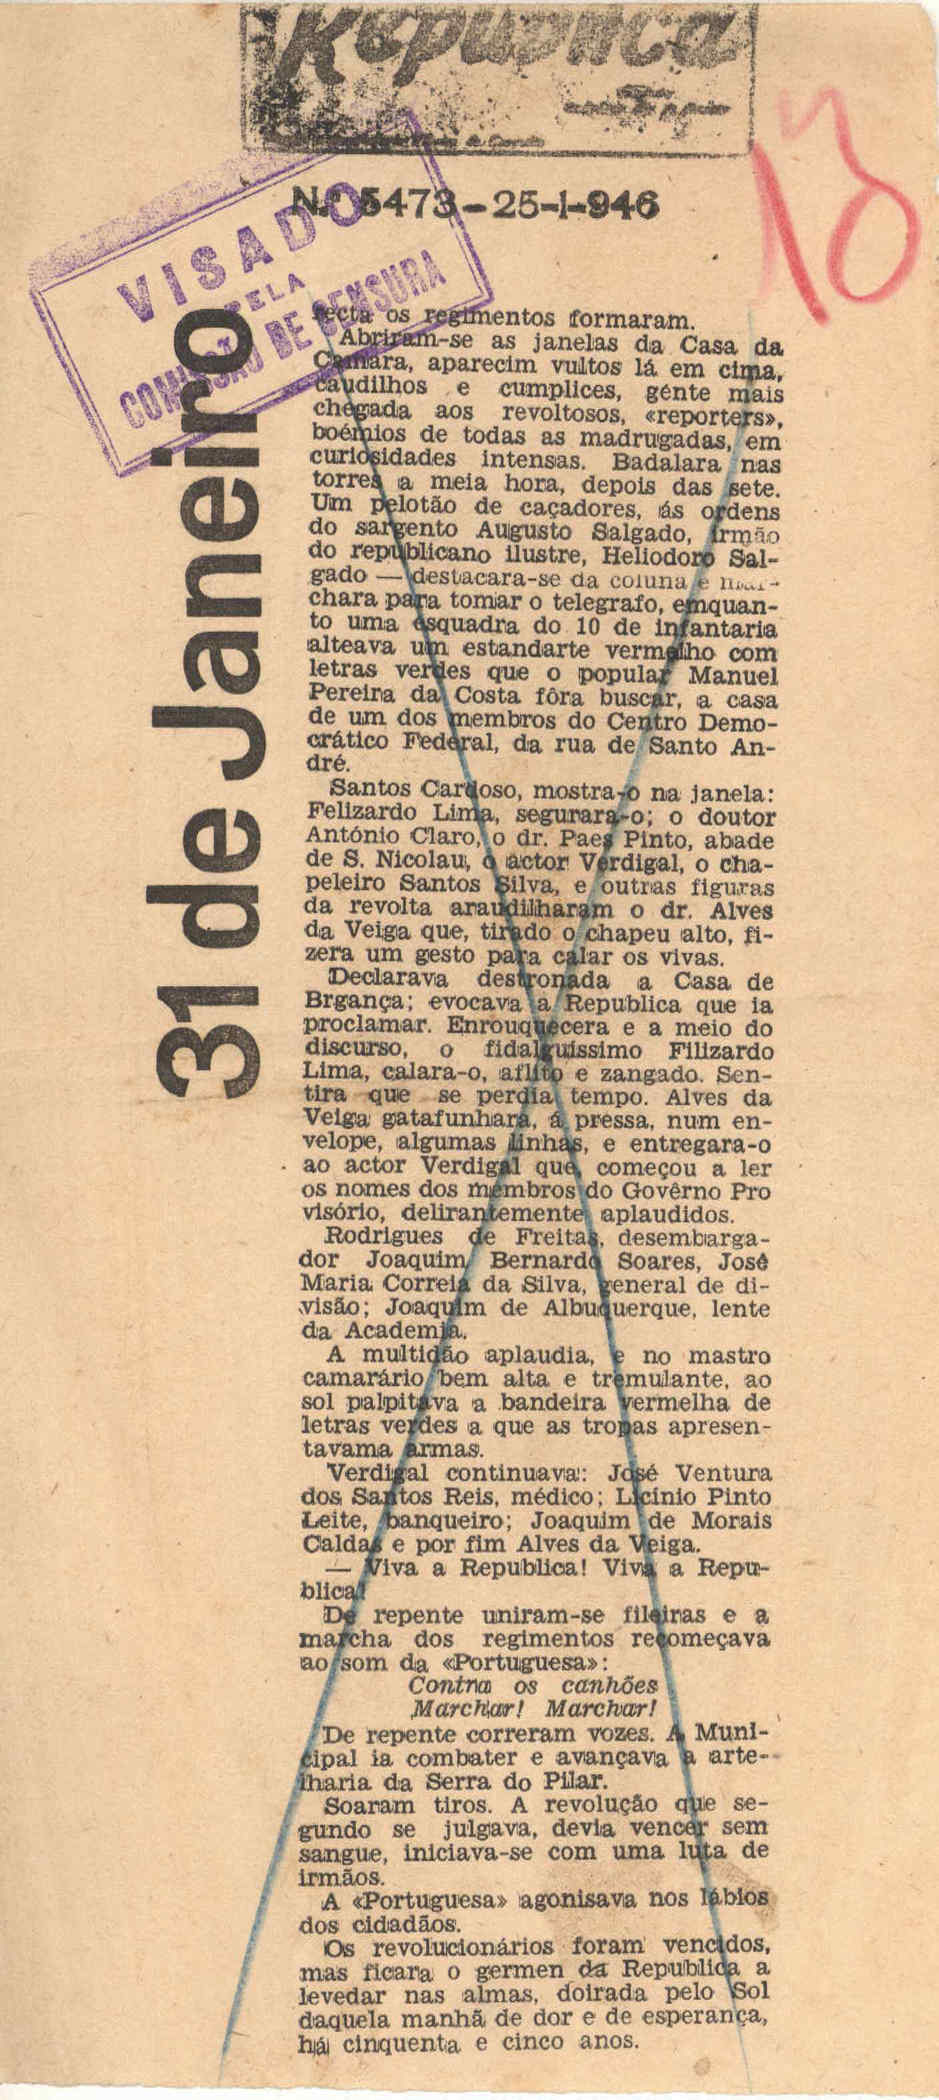 Republica
N.º 5473-25-1-946
VISADO
PELA
COMISSÃO DE CENSURA
13
31 de Janeiro
recta os regimentos formaram.
Abriram-se as janelas da Casa da
Camara, aparecim vultos lá em cima,
caudilhos e cumplices, gente mais
chegada aos revoltosos, «reporters»,
boémios de todas as madrugadas, em
curiosidades intensas. Badalara nas
torres a meia hora, depois das sete.
Um pelotão de caçadores, ás ordens
do sargento Augusto Salgado, irmão
do republicano ilustre, Heliodoro Sal-
gado — destacara-se da coluna e mar-
chara para tomar o telegrafo, emquan-
to uma esquadra do 10 de infantaria
alteava um estandarte vermelho com
letras verdes que o popular Manuel
Pereira da Costa fôra buscar, a casa
de um dos membros do Centro Demo-
crático Federal, da rua de Santo An-
dré.
Santos Cardoso, mostra-o na janela:
Felizardo Lima, segurara-o; o doutor
António Claro, o dr. Paes Pinto, abade
de S. Nicolau, o actor Verdigal, o cha-
peleiro Santos Silva, e outras figuras
da revolta araudilharam o dr. Alves
da Veiga que, tirado o chapeu alto, fi-
zera um gesto para calar os vivas.
Declarava destronada a Casa de
Brgança; evocava a Republica que ia
proclamar. Enrouquecera e a meio do
discurso, o fidalguissimo Filizardo
Lima, calara-o, aflito e zangado. Sen-
tira que se perdia tempo. Alves da
Veiga gatafunhara, á pressa, num en-
velope, algumas linhas, e entregara-o
ao actor Verdigal que, começou a ler
os nomes dos membros do Govêrno Pro
visório, delirantemente aplaudidos.
Rodrigues de Freitas, desembarga-
dor Joaquim Bernardo Soares, José
Maria Correia da Silva, general de di-
visão; Joaquim de Albuquerque, lente
da Academia.
A multidão aplaudia, e no mastro
camarário bem alta e tremulante, ao
sol palpitava a bandeira vermelha de
letras verdes a que as tropas apresen-
tavama armas.
Verdigal continuava: José Ventura
dos Santos Reis, médico; Licínio Pinto
Leite, banqueiro; Joaquim de Morais
Caldas e por fim Alves da Veiga.
— Viva a Republica! Viva a Repu-
blica!
De repente uniram-se fileiras e a
marcha dos regimentos recomeçava
ao som da «Portuguesa»:
Contra os canhões
Marchar! Marchar!
De repente correram vozes. A Muni-
cipal ia combater e avançava a arte-
lharia da Serra do Pilar.
Soaram tiros. A revolução que se-
gundo se julgava, devia vencer sem
sangue, iniciava-se com uma luta de
irmãos.
A «Portuguesa» agonisava nos lábios
dos cidadãos.
Os revolucionários foram vencidos,
mas ficara o germen da Republica a
levedar nas almas, doirada pelo Sol
daquela manhã de dor e de esperança,
há cinquenta e cinco anos.